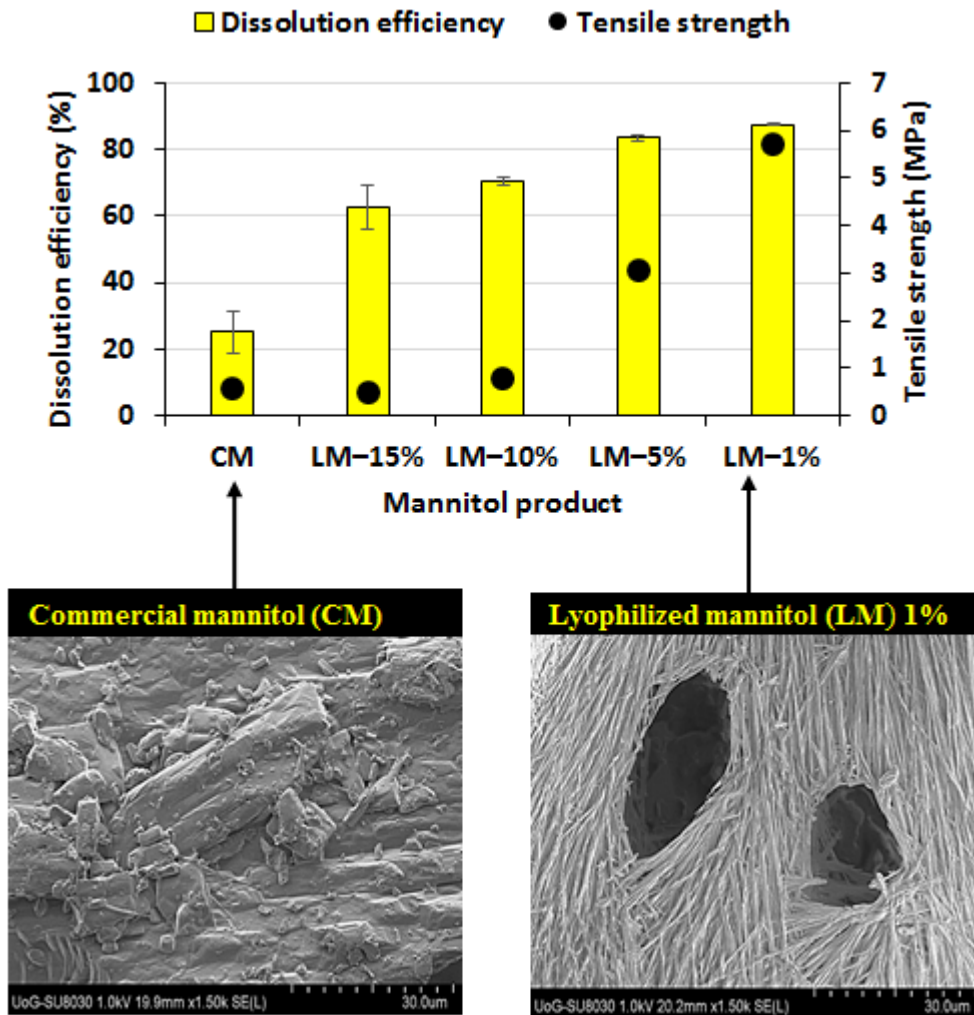 Dissolution efficiency
Tensile strength
Dissolution efficiency (%)
100
80
60
40
20
0
7
6
5
4
3
2
1
0
Tensile strength (MPa)
CM
LM–15%
LM–10%
LM–5%
LM–1%
Mannitol product
Commercial mannitol (CM)
UoG-SU8030 1.0kV 19.9mm x1.50k SE(L)
30.0um
Lyophilized mannitol (LM) 1%
UoG-SU8030 1.0kV 20.2mm x1.50k SE(L)
30.0um